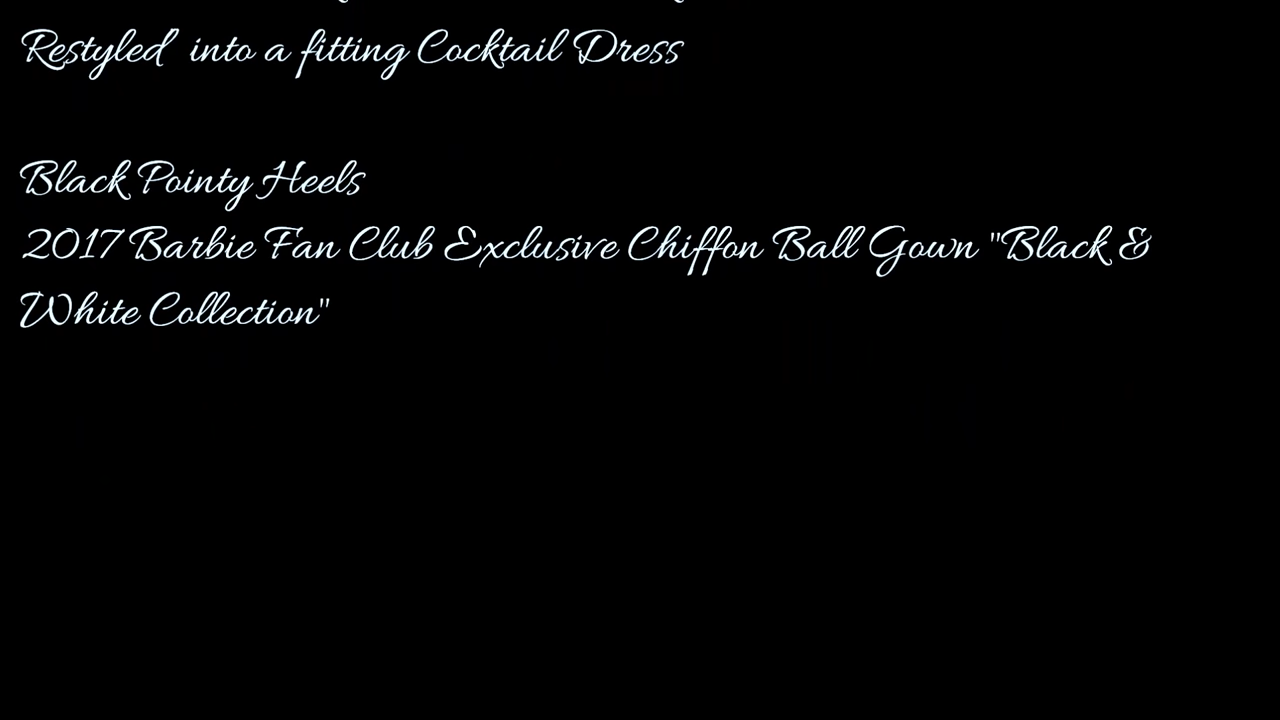 Restyled into a fitting Cocktail Dress
Black Pointy Heels
2017 Barbie Fan Club Exclusive Chiffon Ball Gown "Black &
White Collection"